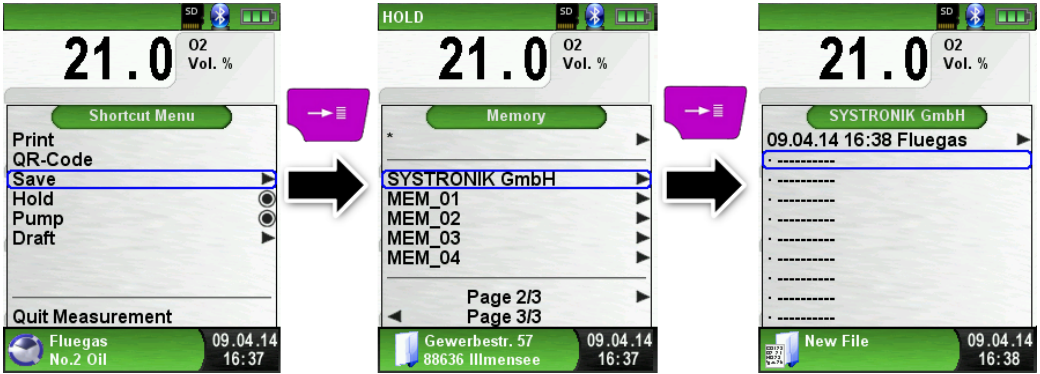 SD
21.0
O2
Vol. %
Shortcut Menu
Print
QR-Code
Save
Hold
Pump
Draft
Quit Measurement
Fluegas
No.2 Oil
09.04.14
16:37
HOLD
SD
21.0
O2
Vol. %
Memory
*
SYSTRONIK GmbH
MEM_01
MEM_02
MEM_03
MEM_04
Page 2/3
Page 3/3
Gewerbestr. 57
88636 Illmensee
09.04.14
16:37
SD
21.0
O2
Vol. %
SYSTRONIK GmbH
09.04.14 16:38 Fluegas
· ----------
· ----------
· ----------
· ----------
· ----------
· ----------
· ----------
· ----------
· ----------
New File
09.04.14
16:38